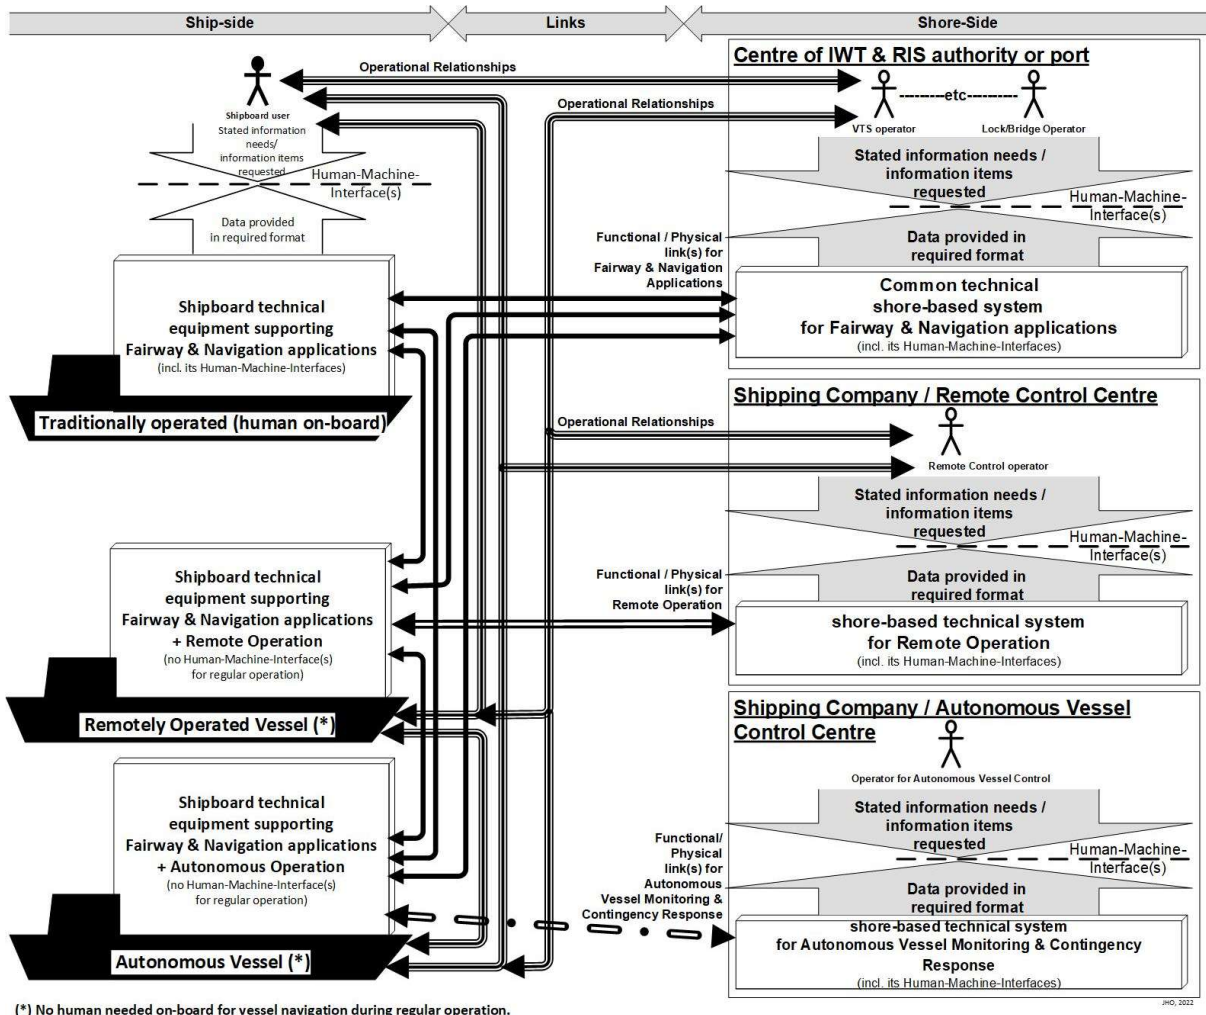 Ship-side
Links
Shore-Side
Operational Relationships
Shipboard user
Stated information
needs/
information items
requested
Human-Machine-
Interface(s)
Data provided
in required format
Shipboard technical
equipment supporting
Fairway & Navigation applications
(incl. its Human-Machine-Interfaces)
Traditionally operated (human on-board)
Shipboard technical
equipment supporting
Fairway & Navigation applications
+ Remote Operation
(no Human-Machine-Interface(s)
for regular operation)
Remotely Operated Vessel (*)
Shipboard technical
equipment supporting
Fairway & Navigation applications
+ Autonomous Operation
(no Human-Machine-Interface(s)
for regular operation)
Autonomous Vessel (*)
(*) No human needed on-board for vessel navigation during regular operation.
Operational Relationships
Functional / Physical
link(s) for
Fairway & Navigation
Applications
Operational Relationships
Functional / Physical
link(s) for
Remote Operation
Functional/
Physical
link(s) for
Autonomous
Vessel Monitoring &
Contingency Response
Centre of IWT & RIS authority or port
etc
VTS operator
Lock/Bridge Operator
Stated information needs /
information items
requested
Human-Machine-
Interface(s)
Data provided in
required format
Common technical
shore-based system
for Fairway & Navigation applications
(incl. its Human-Machine-Interfaces)
Shipping Company / Remote Control Centre
Remote Control operator
Stated information needs /
information items
requested
Human-Machine-
Interface(s)
Data provided in
required format
shore-based technical system
for Remote Operation
(incl. its Human-Machine-Interfaces)
Shipping Company / Autonomous Vessel
Control Centre
Operator for Autonomous Vessel Control
Stated information needs /
information items
requested
Human-Machine-
Interface(s)
Data provided in
required format
shore-based technical system
for Autonomous Vessel Monitoring & Contingency
Response
(incl. its Human-Machine-Interfaces)
JHO, 2022